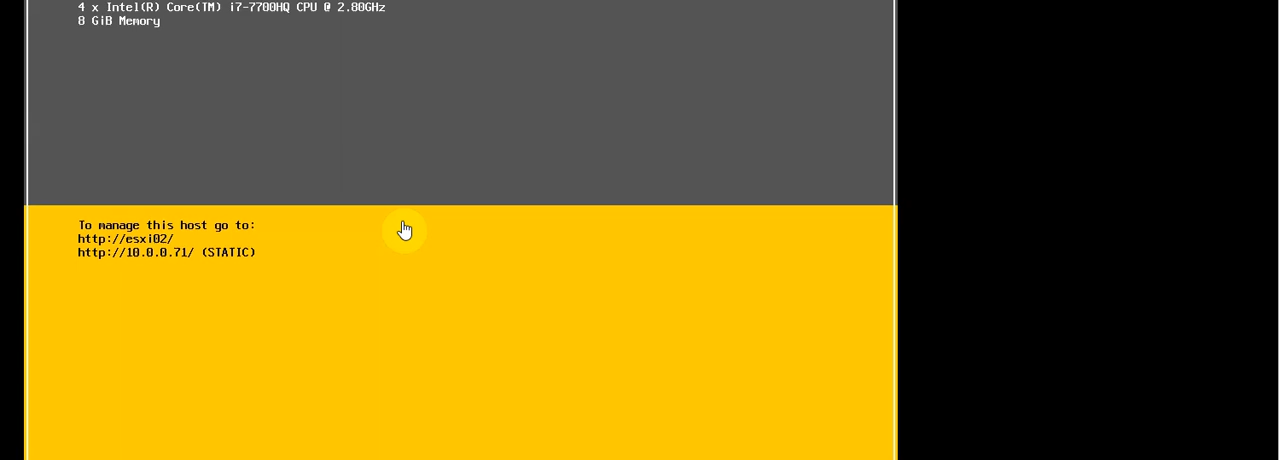 4 x Intel(R) Core(TM) i7-7700HQ CPU @ 2.80GHz
8 GiB Memory
To manage this host go to:
http://esxi02/
http://10.0.0.71/ (STATIC)